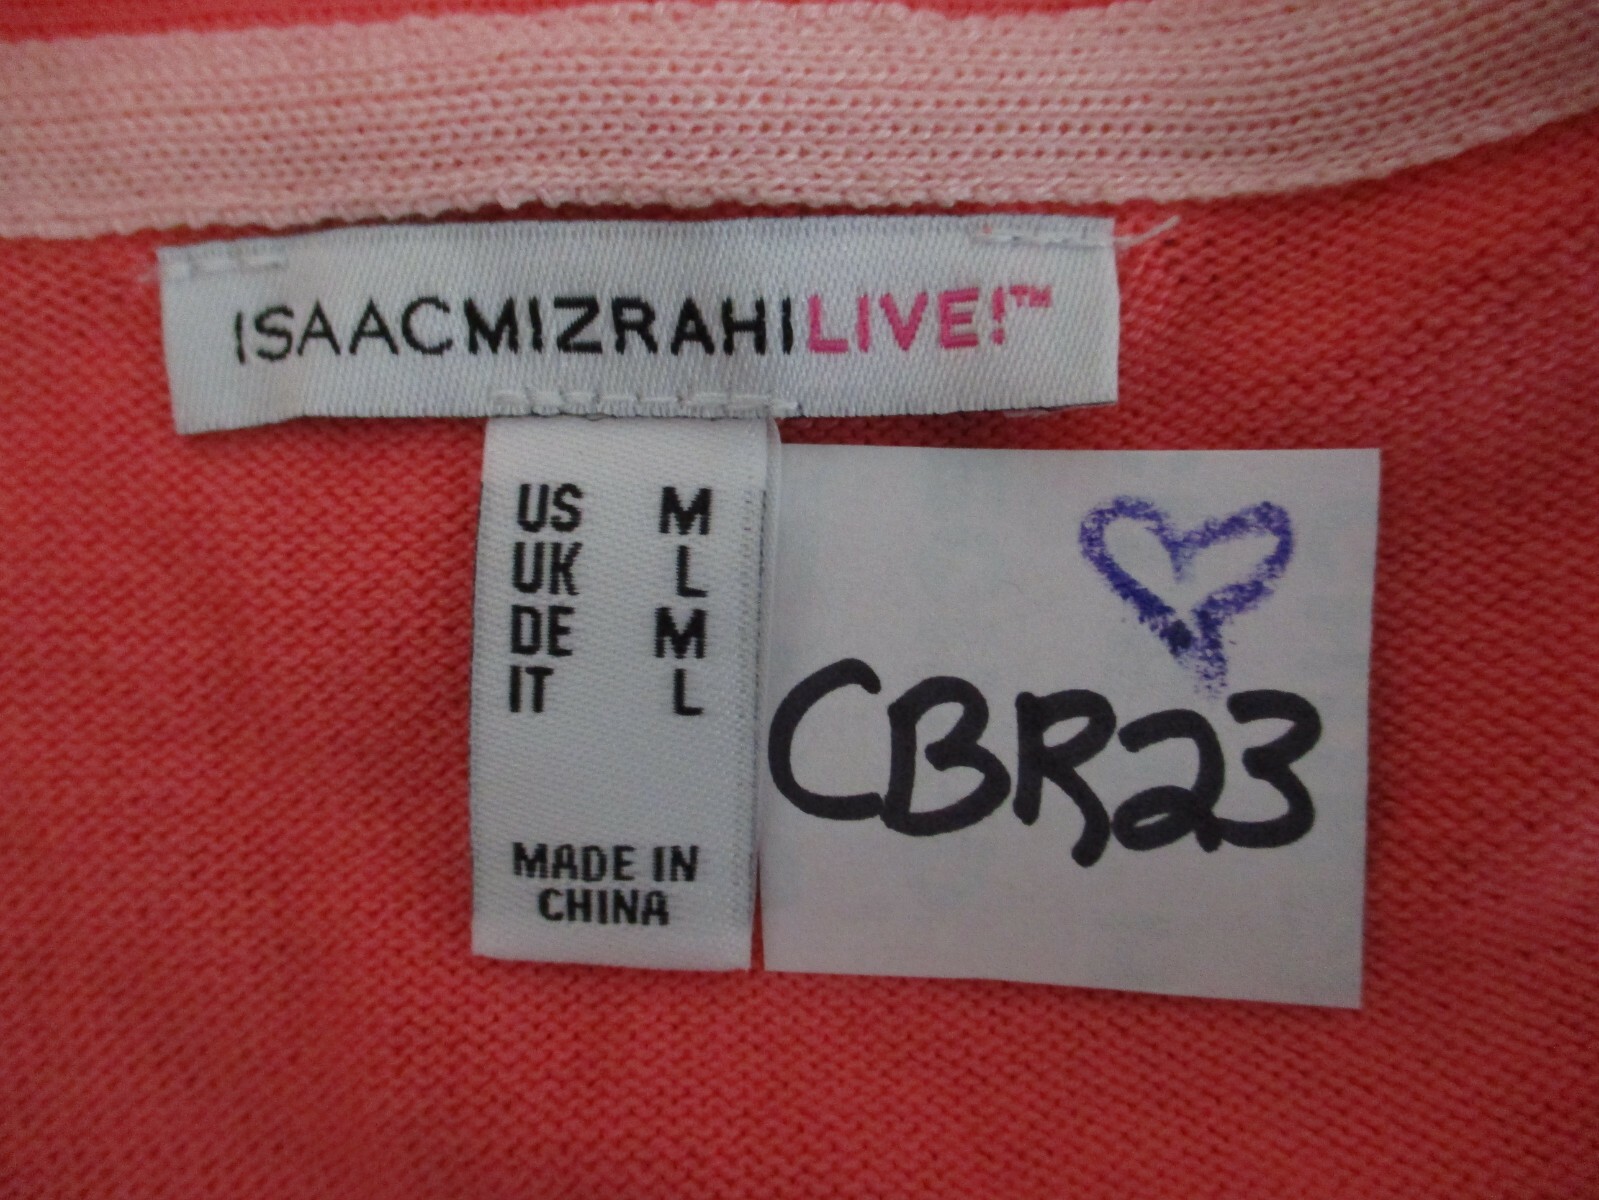 ISAACMIZRAHILIVE!™
US M
UK L
DE M
IT L
MADE IN
CHINA
CBR23